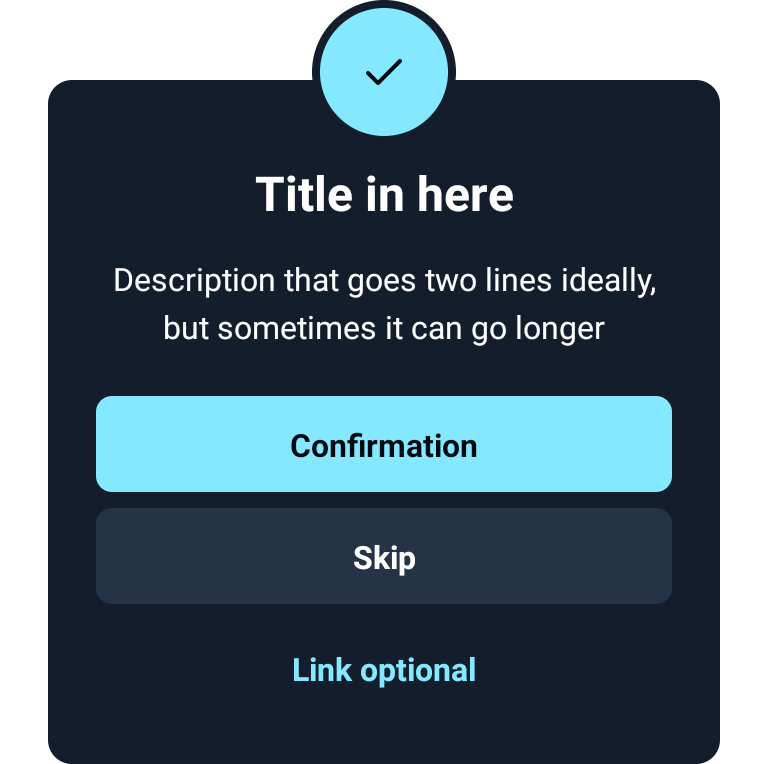 Title in here
Description that goes two lines ideally,
but sometimes it can go longer
Confirmation
Skip
Link optional